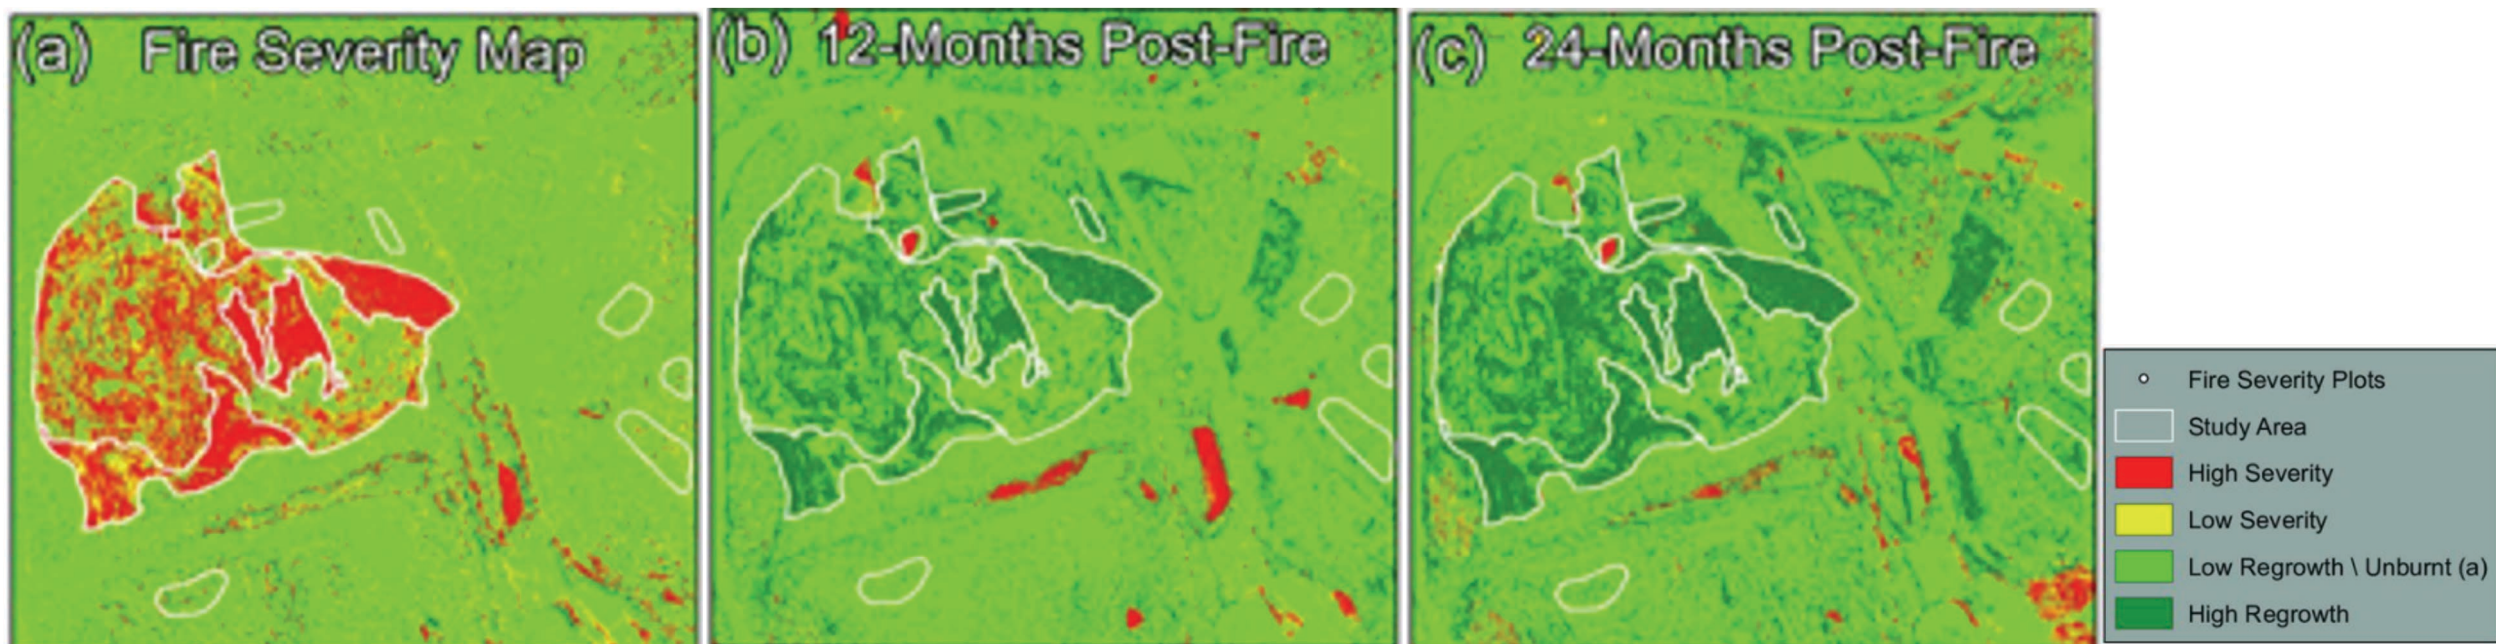 (a) Fire Severity Map
(b) 12-Months Post-Fire
(c) 24-Months Post-Fire
Fire Severity Plots
Study Area
High Severity
Low Severity
Low Regrowth \ Unburnt (a)
High Regrowth